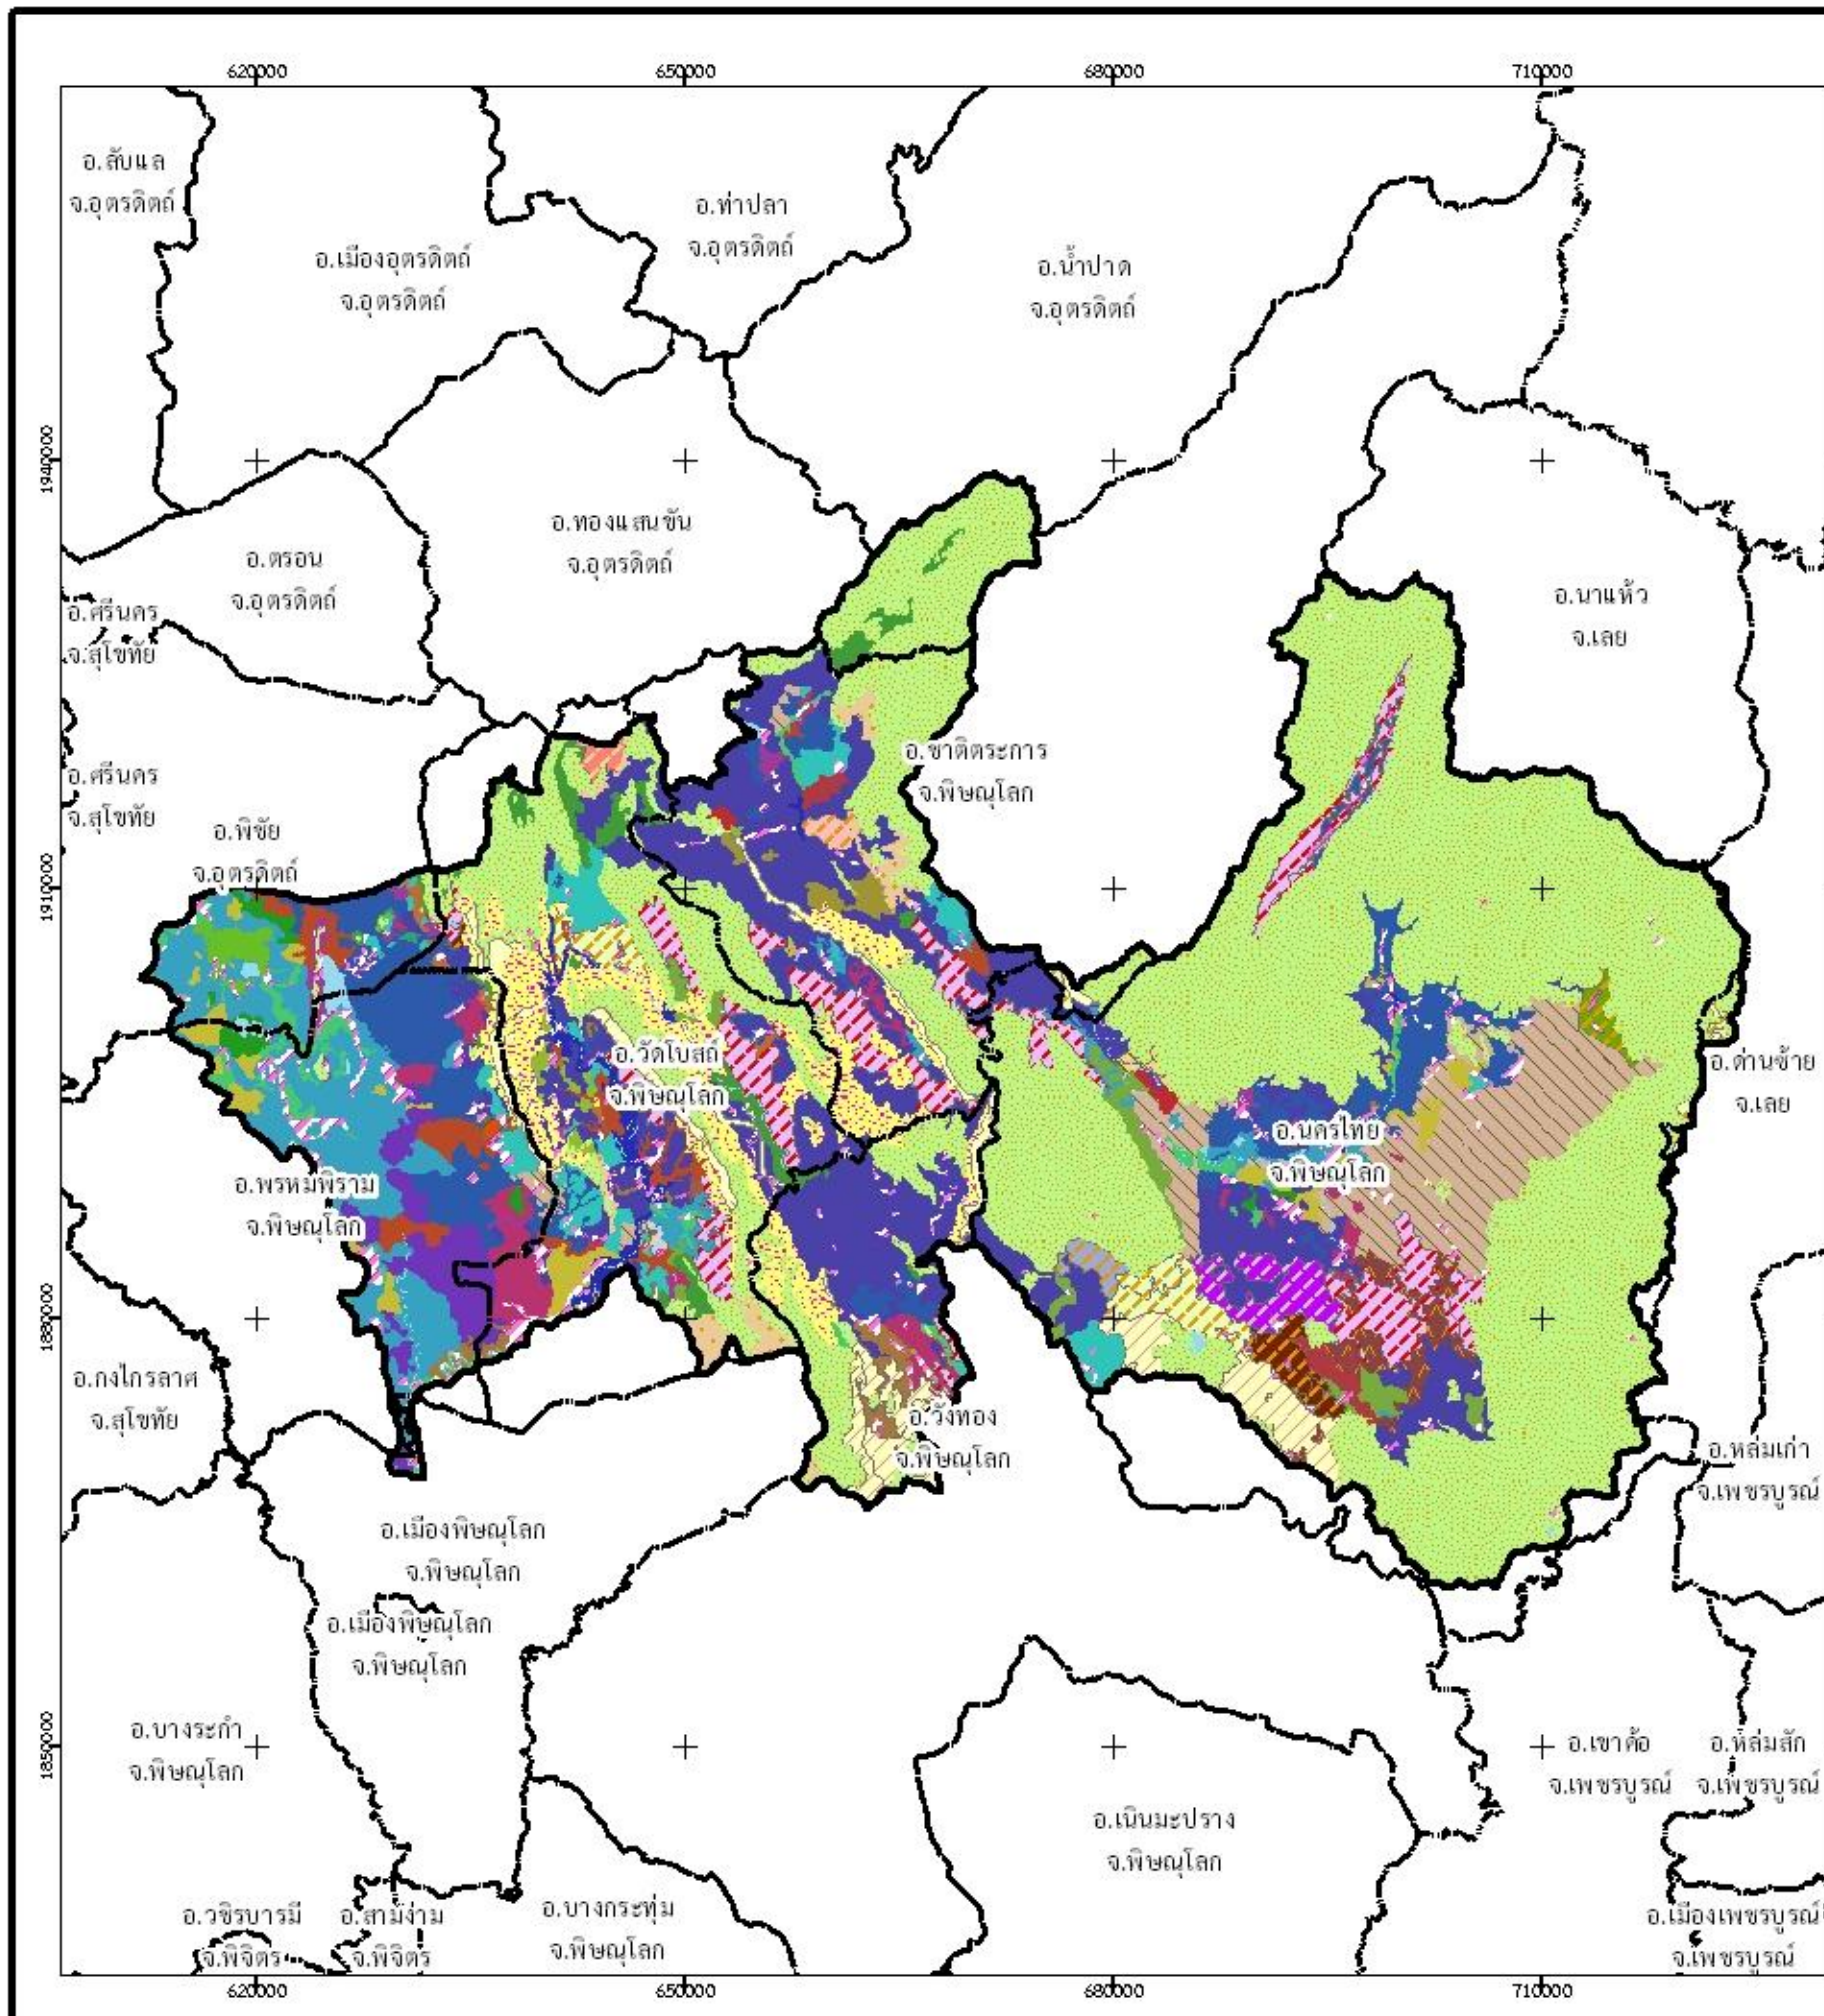 620000
650000
680000
710000
อ.ลับแล
จ.อุตรดิตถ์
อ.ท่าปลา
จ.อุตรดิตถ์
อ.เมืองอุตรดิตถ์
จ.อุตรดิตถ์
อ.น้ำปาด
จ.อุตรดิตถ์
1940000
อ.ทองแสนขัน
จ.อุตรดิตถ์
อ.ตรอน
จ.อุตรดิตถ์
อ.นาแห้ว
จ.เลย
อ.ศรีนคร
จ.สุโขทัย
อ.ชาติตระการ
จ.พิษณุโลก
อ.ศรีนคร
จ.สุโขทัย
อ.พิชัย
จ.อุตรดิตถ์
1910000
อ.วัดโบสถ์
จ.พิษณุโลก
อ.ด่านซ้าย
จ.เลย
อ.นครไทย
จ.พิษณุโลก
อ.พรหมพิราม
จ.พิษณุโลก
1880000
อ.กงไกรลาศ
จ.สุโขทัย
อ.วังทอง
จ.พิษณุโลก
อ.หล่มเก่า
จ.เพชรบูรณ์
อ.เมืองพิษณุโลก
จ.พิษณุโลก
อ.เมืองพิษณุโลก
จ.พิษณุโลก
1850000
อ.บางระกำ
จ.พิษณุโลก
อ.เขาค้อ
จ.เพชรบูรณ์
อ.หล่มสัก
จ.เพชรบูรณ์
อ.เนินมะปราง
จ.พิษณุโลก
อ.วชิรบารมี
จ.พิจิตร
อ.สามง่าม
จ.พิจิตร
อ.บางกระทุ่ม
จ.พิษณุโลก
อ.เมืองเพชรบูรณ์
จ.เพชรบูรณ์
620000
650000
680000
710000